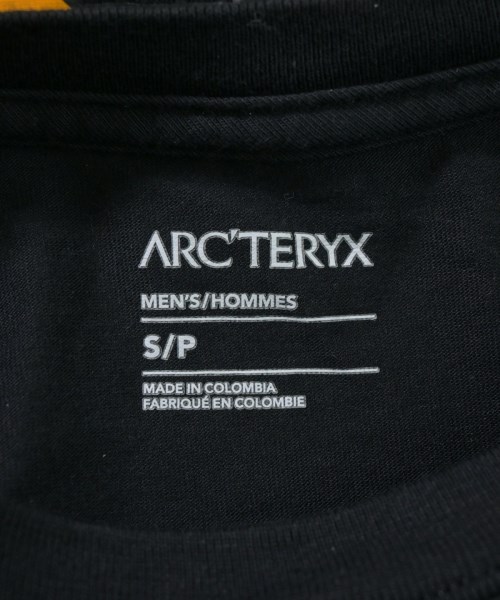 ARC'TERYX
MEN'S/HOMMES
S/P
MADE IN COLOMBIA
FABRIQUÉ EN COLOMBIE